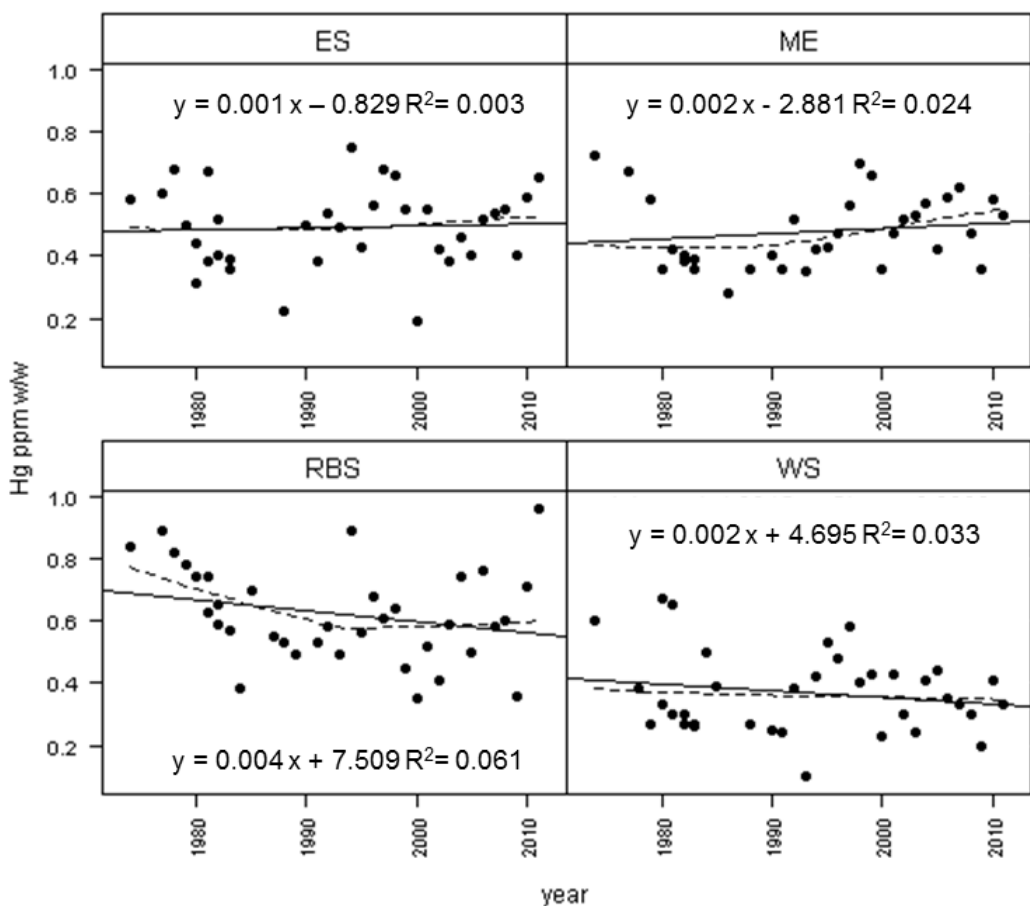 ES ME
y = 0.001 x – 0.829 R²= 0.003
y = 0.002 x - 2.881 R²= 0.024
1.0
0.8
0.6
0.4
0.2
1980 1990 2000 2010
1980 1990 2000 2010
Hg ppm w/w
RBS WS
y = 0.004 x + 7.509 R²= 0.061
y = 0.002 x + 4.695 R²= 0.033
1.0
0.8
0.6
0.4
0.2
1980 1990 2000 2010
1980 1990 2000 2010
year